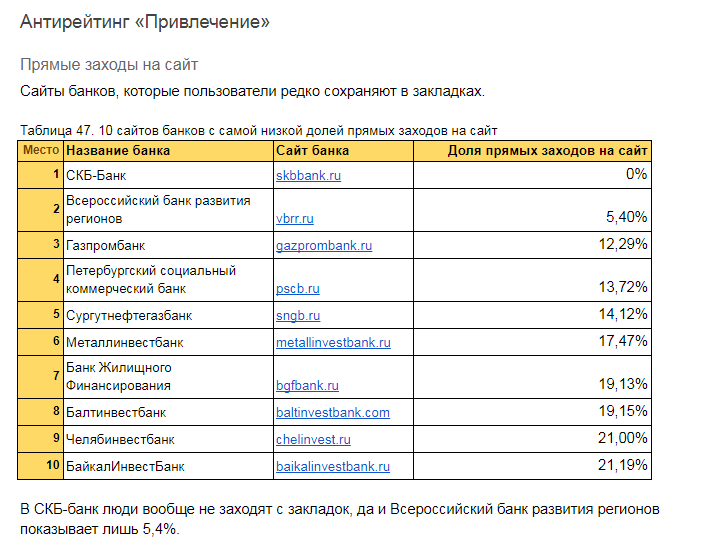 Антирейтинг «Привлечение»
Прямые заходы на сайт
Сайты банков, которые пользователи редко сохраняют в закладках.
Таблица 47. 10 сайтов банков с самой низкой долей прямых заходов на сайт
Место Название банка Сайт банка Доля прямых заходов на сайт
1 СКБ-Банк skbbank.ru 0%
Всероссийский банк развития
2 регионов vbrr.ru 5,40%
3 Газпромбанк gazprombank.ru 12,29%
Петербургский социальный
4 коммерческий банк pscb.ru 13,72%
5 Сургутнефтегазбанк sngb.ru 14,12%
6 Металлинвестбанк metallinvestbank.ru 17,47%
Банк Жилищного
7 Финансирования bgfbank.ru 19,13%
8 Балтинвестбанк baltinvestbank.com 19,15%
9 Челябинвестбанк chelinvest.ru 21,00%
10 БайкалИнвестБанк baikalinvestbank.ru 21,19%
В СКБ-банк люди вообще не заходят с закладок, да и Всероссийский банк развития регионов
показывает лишь 5,4%.